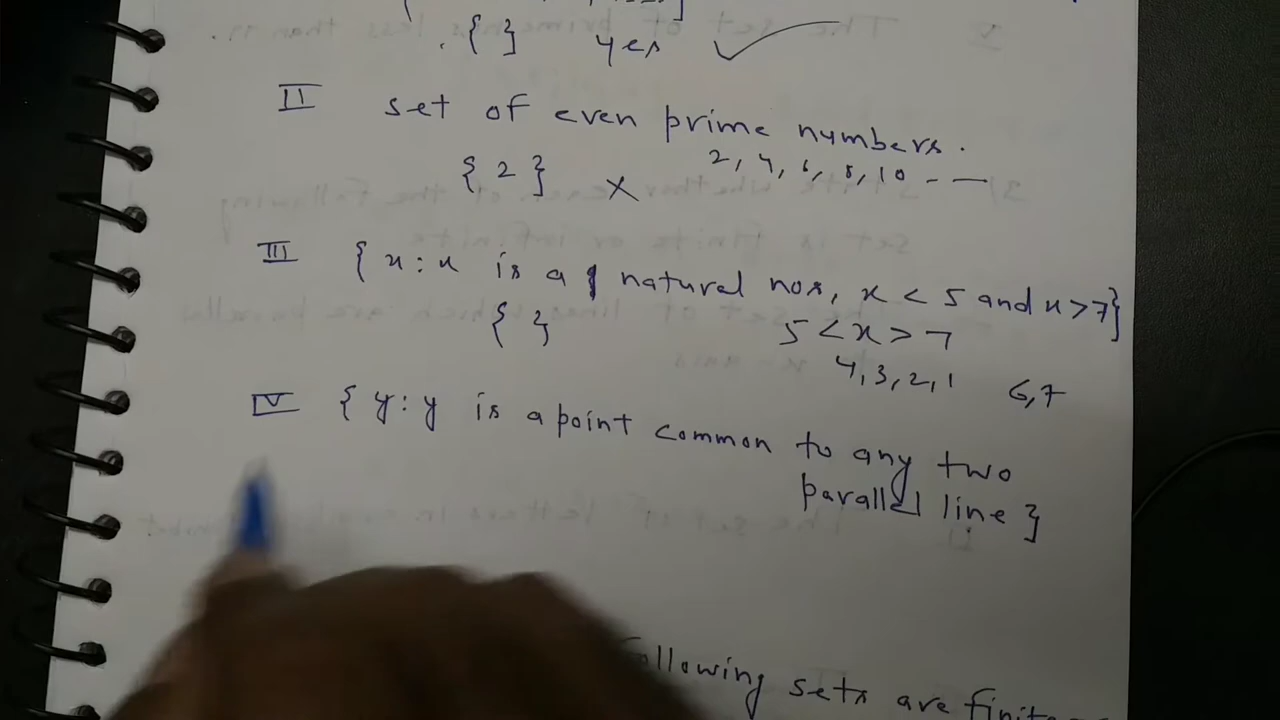 { } yes ✓
II set of even prime numbers.
{ 2 } × 2, 4, 6, 8, 10 - —
III { x : x is a natural nos, x < 5 and x > 7}
{ } 5 < x > 7
4, 3, 2, 1 6, 7
IV { y : y is a point common to any two
parallel line }
following sets are finite